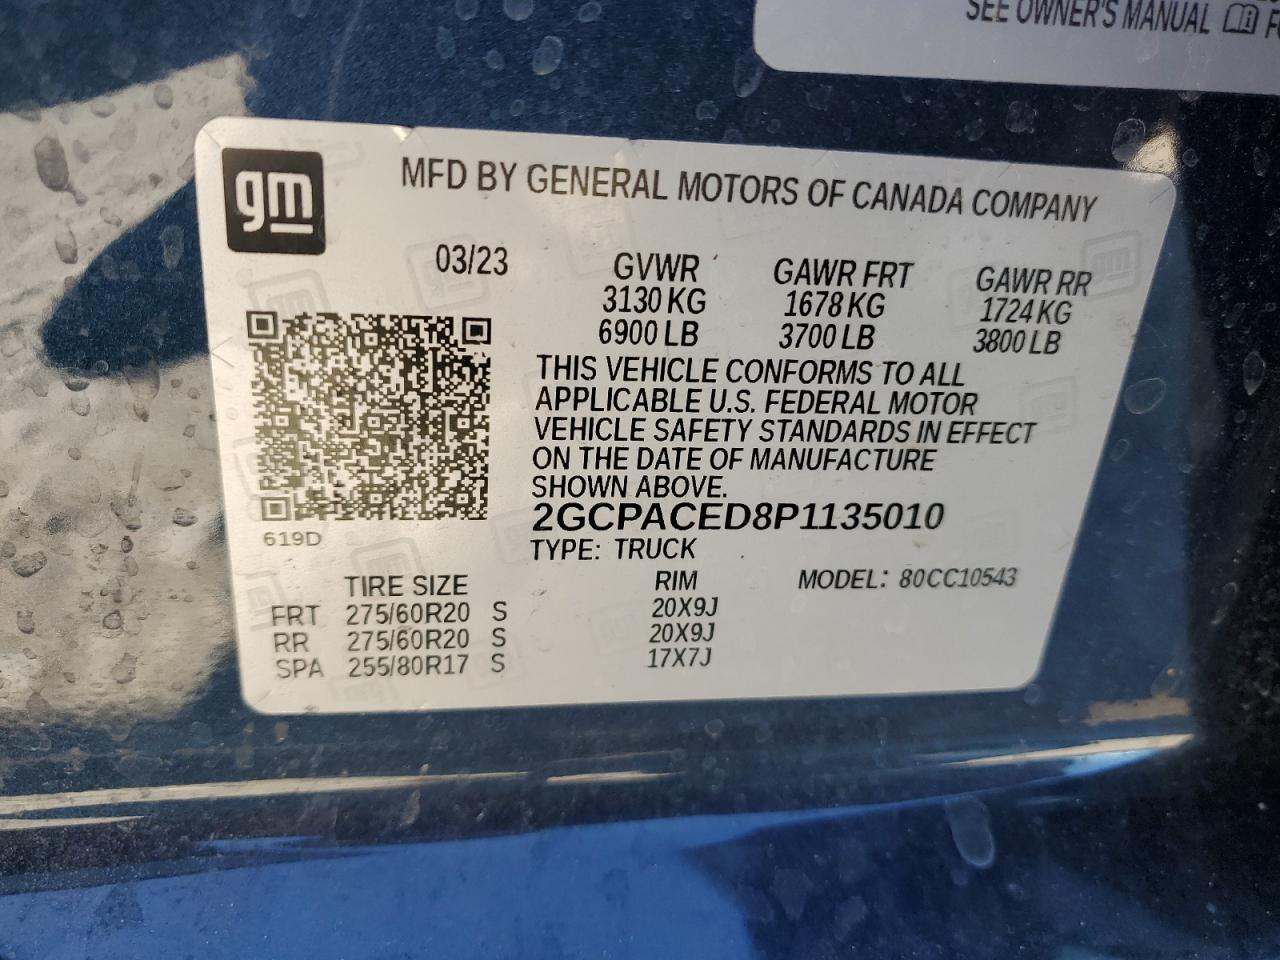 SEE OWNER'S MANUAL
gm
MFD BY GENERAL MOTORS OF CANADA COMPANY
03/23 GVWR GAWR FRT GAWR RR
3130 KG 1678 KG 1724 KG
6900 LB 3700 LB 3800 LB
THIS VEHICLE CONFORMS TO ALL
APPLICABLE U.S. FEDERAL MOTOR
VEHICLE SAFETY STANDARDS IN EFFECT
ON THE DATE OF MANUFACTURE
SHOWN ABOVE.
2GCPACED8P1135010
619D
TYPE: TRUCK
TIRE SIZE RIM MODEL: 80CC10543
FRT 275/60R20 S 20X9J
RR 275/60R20 S 20X9J
SPA 255/80R17 S 17X7J